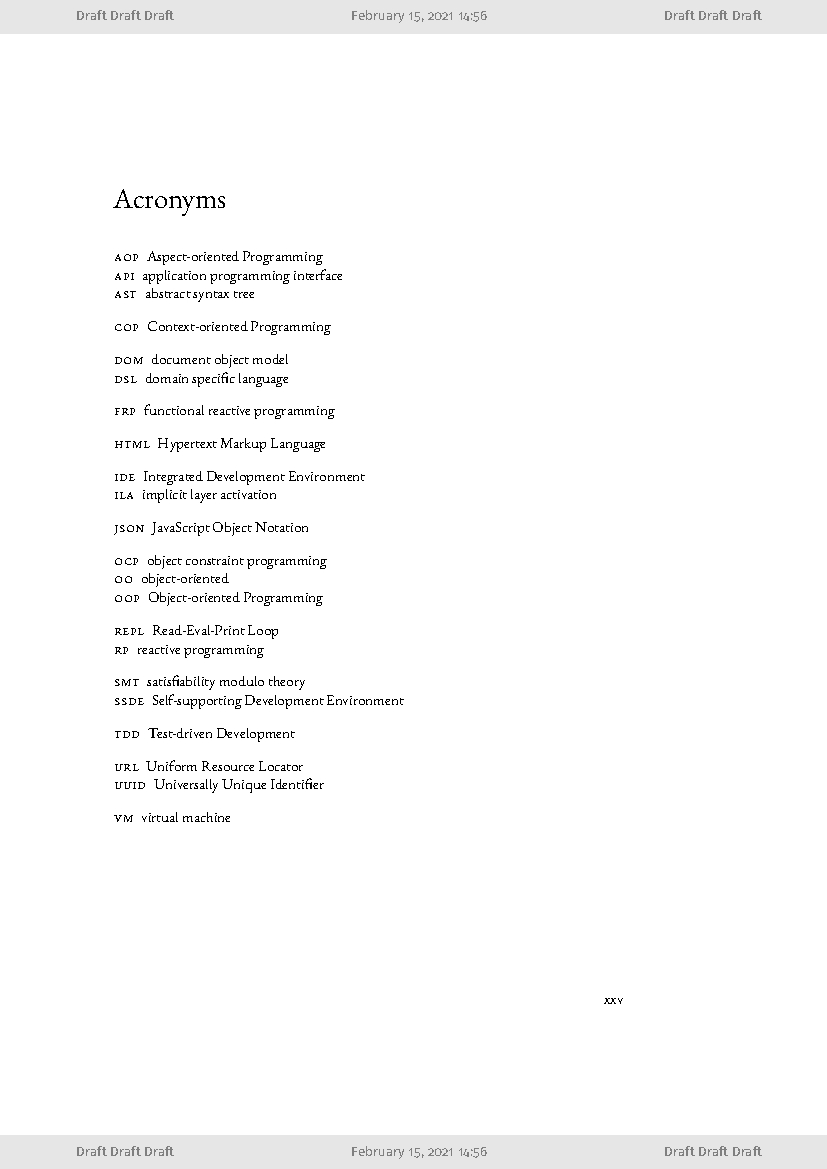 Draft Draft Draft February 15, 2021 14:56 Draft Draft Draft
Acronyms
AOP Aspect-oriented Programming
API application programming interface
AST abstract syntax tree
COP Context-oriented Programming
DOM document object model
DSL domain specific language
FRP functional reactive programming
HTML Hypertext Markup Language
IDE Integrated Development Environment
ILA implicit layer activation
JSON JavaScript Object Notation
OCP object constraint programming
OO object-oriented
OOP Object-oriented Programming
REPL Read-Eval-Print Loop
RP reactive programming
SMT satisfiability modulo theory
SSDE Self-supporting Development Environment
TDD Test-driven Development
URL Uniform Resource Locator
UUID Universally Unique Identifier
VM virtual machine
xxv
Draft Draft Draft February 15, 2021 14:56 Draft Draft Draft